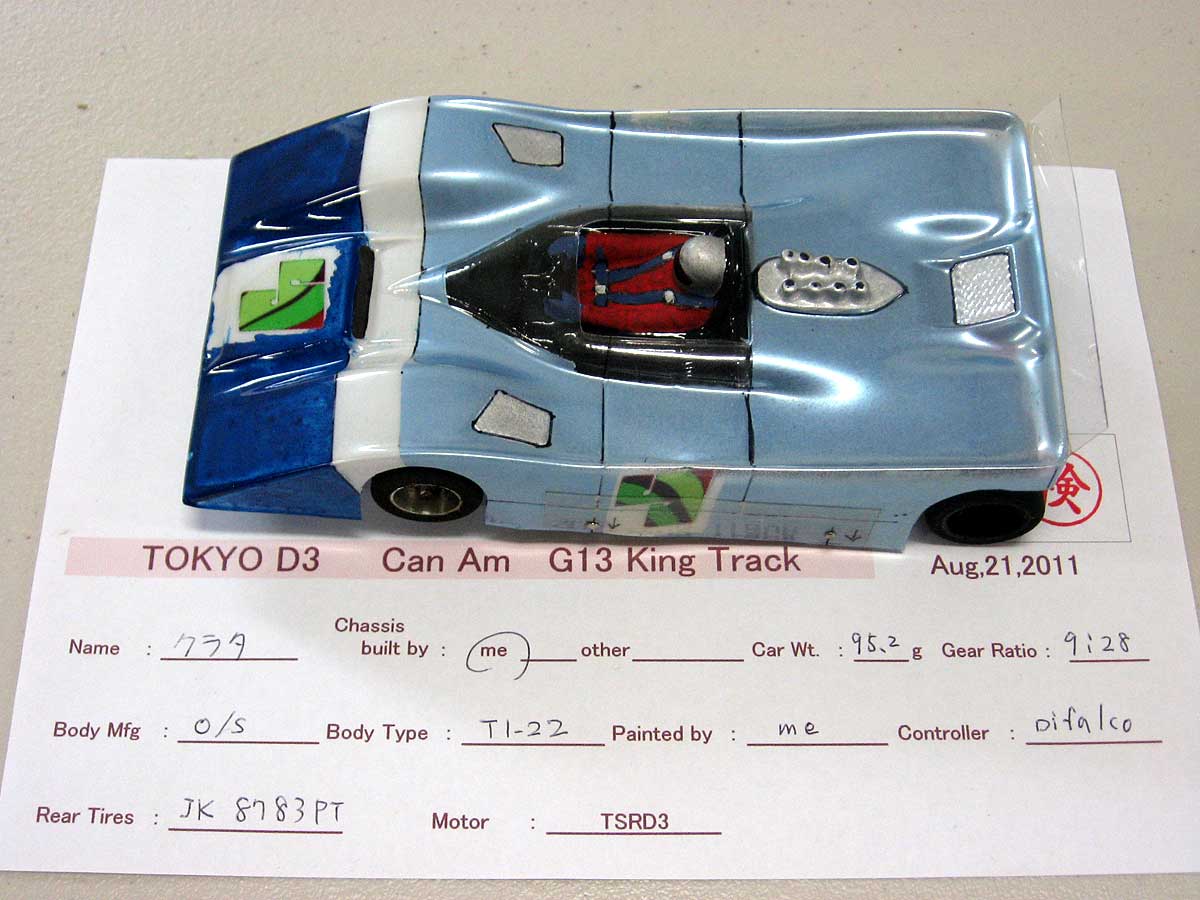 検
TOKYO D3 Can Am G13 King Track Aug,21,2011
Name : クラタ Chassis built by : me other Car Wt. : 95.2 g Gear Ratio : 9:28
Body Mfg : O/S Body Type : TI-22 Painted by : me Controller : Difalco
Rear Tires : JK 8783PT Motor : TSRD3